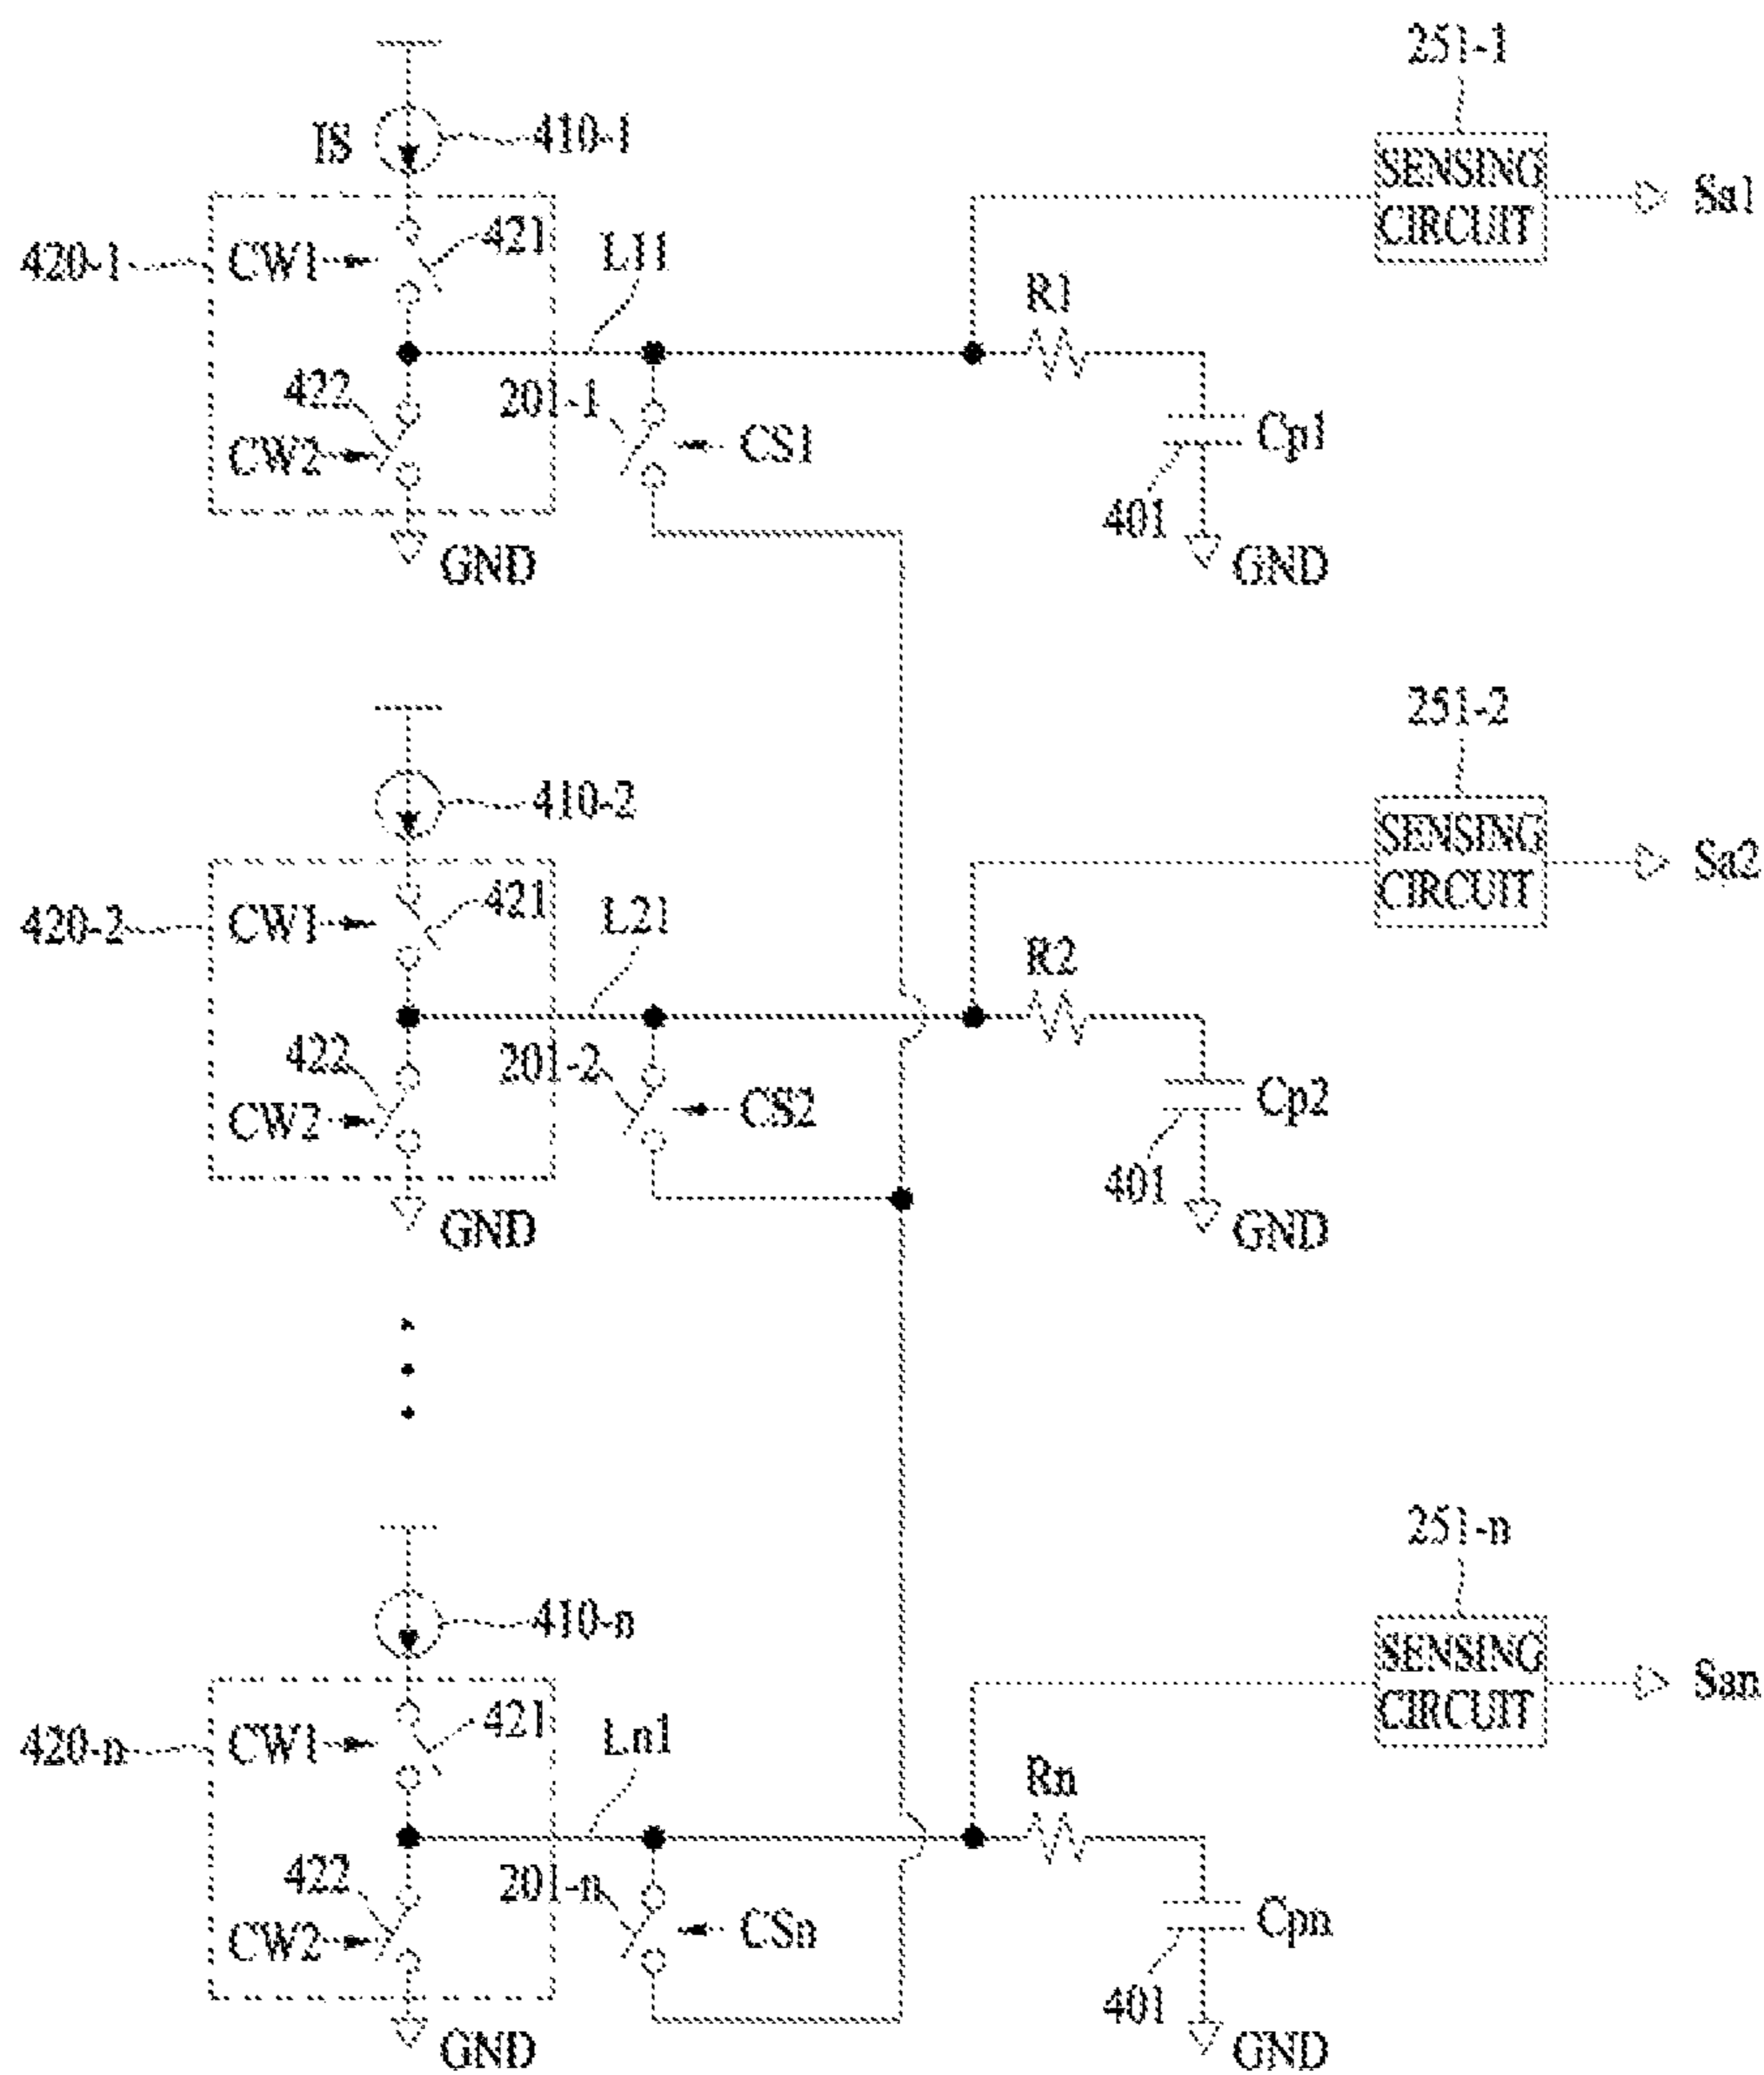 251-1
IS
410-1
SENSING
CIRCUIT
Sa1
420-1
CW1
421
L11
R1
422
201-1
CW2
CS1
Cp1
401
GND
GND
251-2
410-2
SENSING
CIRCUIT
Sa2
420-2
CW1
421
L21
R2
422
201-2
CW2
CS2
Cp2
401
GND
GND
251-n
410-n
SENSING
CIRCUIT
San
420-n
CW1
421
Ln1
Rn
422
201-n
CW2
CSn
Cpn
401
GND
GND